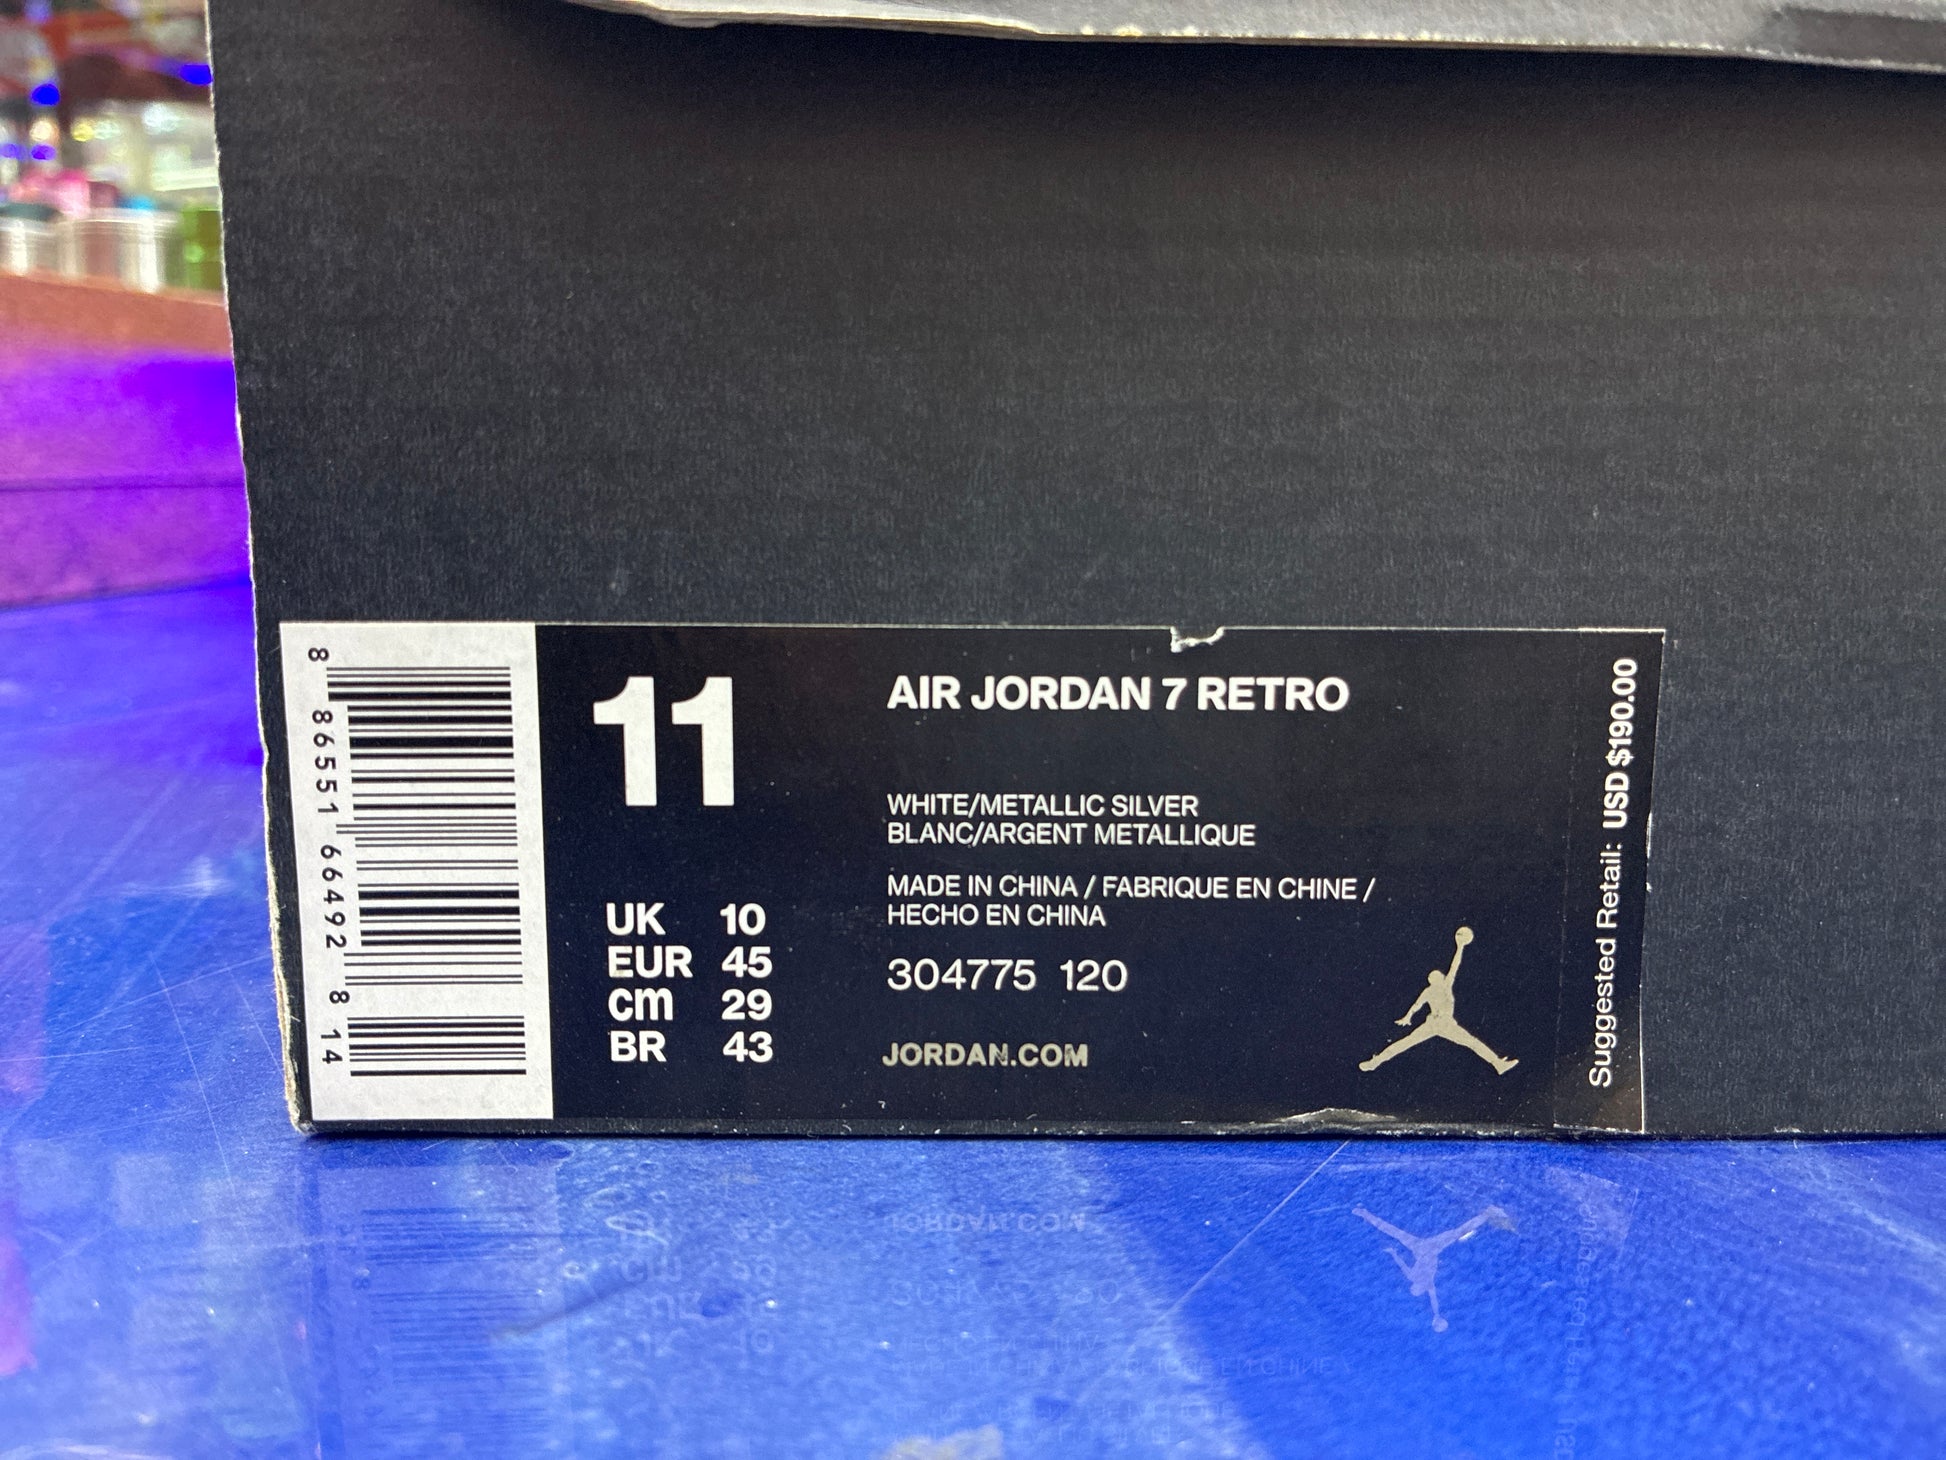 8 86551 66492 8 14
11
UK 10
EUR 45
cm 29
BR 43
AIR JORDAN 7 RETRO
WHITE/METALLIC SILVER
BLANC/ARGENT METALLIQUE
MADE IN CHINA / FABRIQUE EN CHINE /
HECHO EN CHINA
304775 120
JORDAN.COM
Suggested Retail: USD $190.00